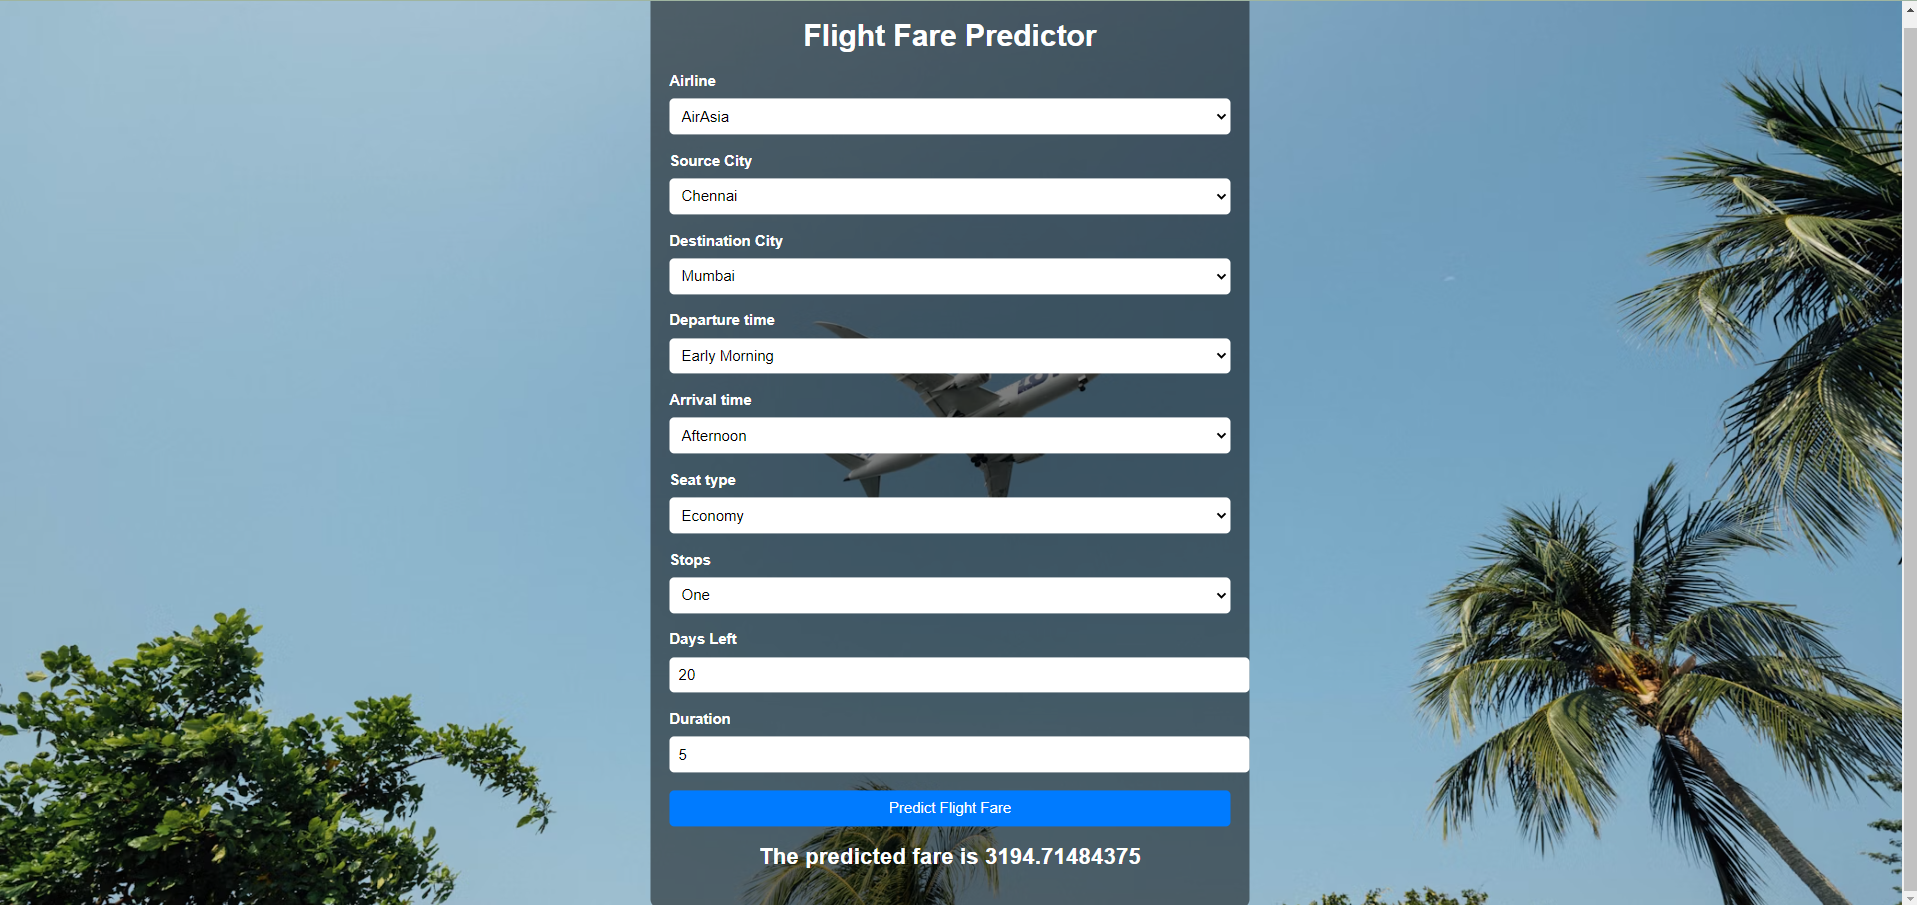 Flight Fare Predictor
Airline
AirAsia
Source City
Chennai
Destination City
Mumbai
Departure time
Early Morning
Arrival time
Afternoon
Seat type
Economy
Stops
One
Days Left
20
Duration
5
Predict Flight Fare
The predicted fare is 3194.71484375